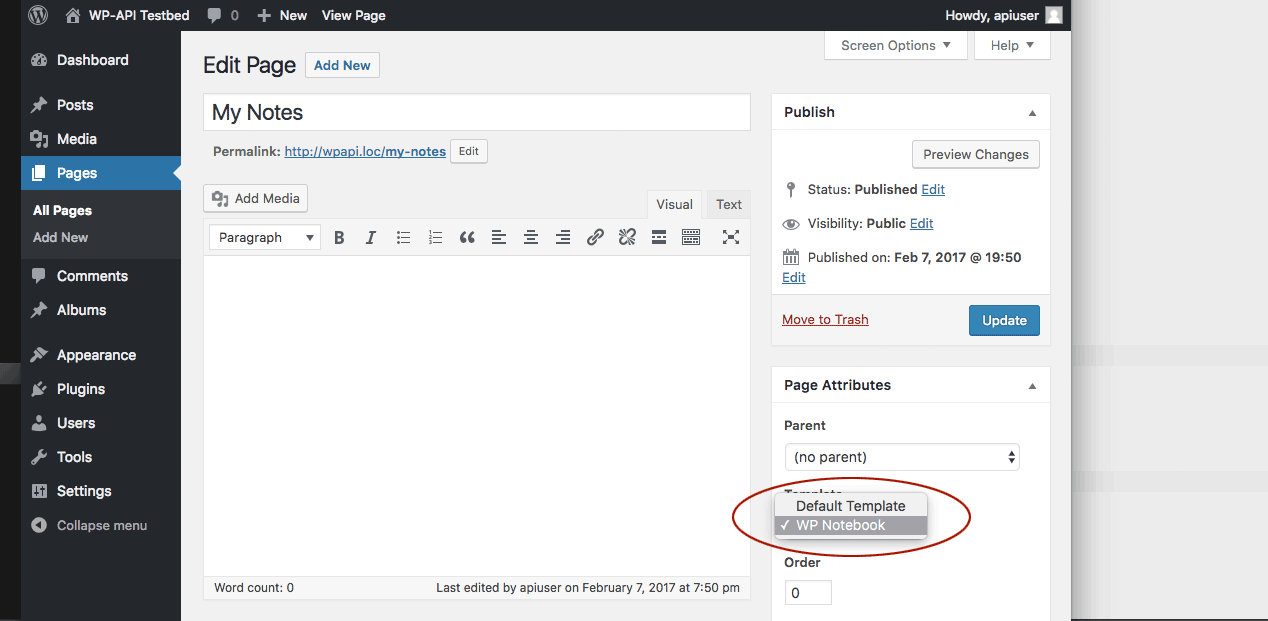 WP-API Testbed 0 New View Page Howdy, apiuser
Dashboard
Posts
Media
Pages
All Pages
Add New
Comments
Albums
Appearance
Plugins
Users
Tools
Settings
Collapse menu
Screen Options Help
Edit Page Add New
My Notes
Permalink: http://wpapi.loc/my-notes Edit
Add Media
Visual Text
Paragraph
Word count: 0 Last edited by apiuser on February 7, 2017 at 7:50 pm
Publish
Preview Changes
Status: Published Edit
Visibility: Public Edit
Published on: Feb 7, 2017 @ 19:50
Edit
Move to Trash Update
Page Attributes
Parent
(no parent)
Template
Default Template
✓ WP Notebook
Order
0